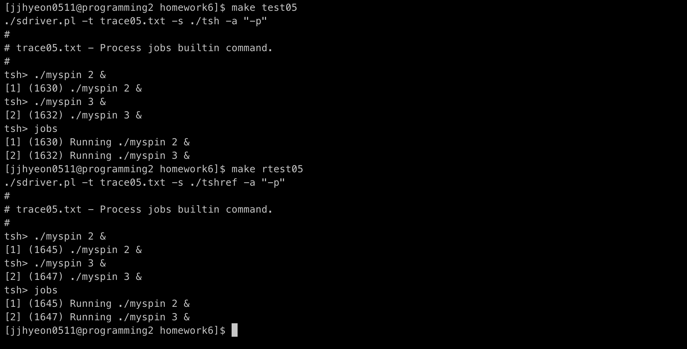 [jjhyeon0511@programming2 homework6]$ make test05
./sdriver.pl -t trace05.txt -s ./tsh -a "-p"
#
# trace05.txt - Process jobs builtin command.
#
tsh> ./myspin 2 &
[1] (1630) ./myspin 2 &
tsh> ./myspin 3 &
[2] (1632) ./myspin 3 &
tsh> jobs
[1] (1630) Running ./myspin 2 &
[2] (1632) Running ./myspin 3 &
[jjhyeon0511@programming2 homework6]$ make rtest05
./sdriver.pl -t trace05.txt -s ./tshref -a "-p"
#
# trace05.txt - Process jobs builtin command.
#
tsh> ./myspin 2 &
[1] (1645) ./myspin 2 &
tsh> ./myspin 3 &
[2] (1647) ./myspin 3 &
tsh> jobs
[1] (1645) Running ./myspin 2 &
[2] (1647) Running ./myspin 3 &
[jjhyeon0511@programming2 homework6]$